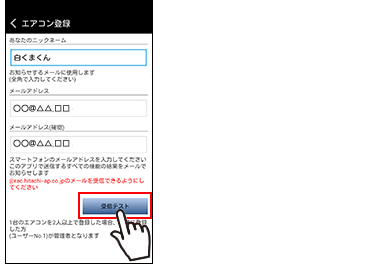 エアコン登録
あなたのニックネーム
白くまくん
お知らせするメールに使用します
(全角で入力してください)
メールアドレス
〇〇@△△.□□
メールアドレス(確認)
〇〇@△△.□□
スマートフォンのメールアドレスを入力してください
このアプリで送信するすべての機能の結果をメールで
お知らせします
jjxac.hitachi-ap.co.jpのメールを受信できるようにし
てください
受信テスト
1台のエアコンを2人以上で登録した場合、
登録
した方
(ユーザーNo.1)が管理者となります